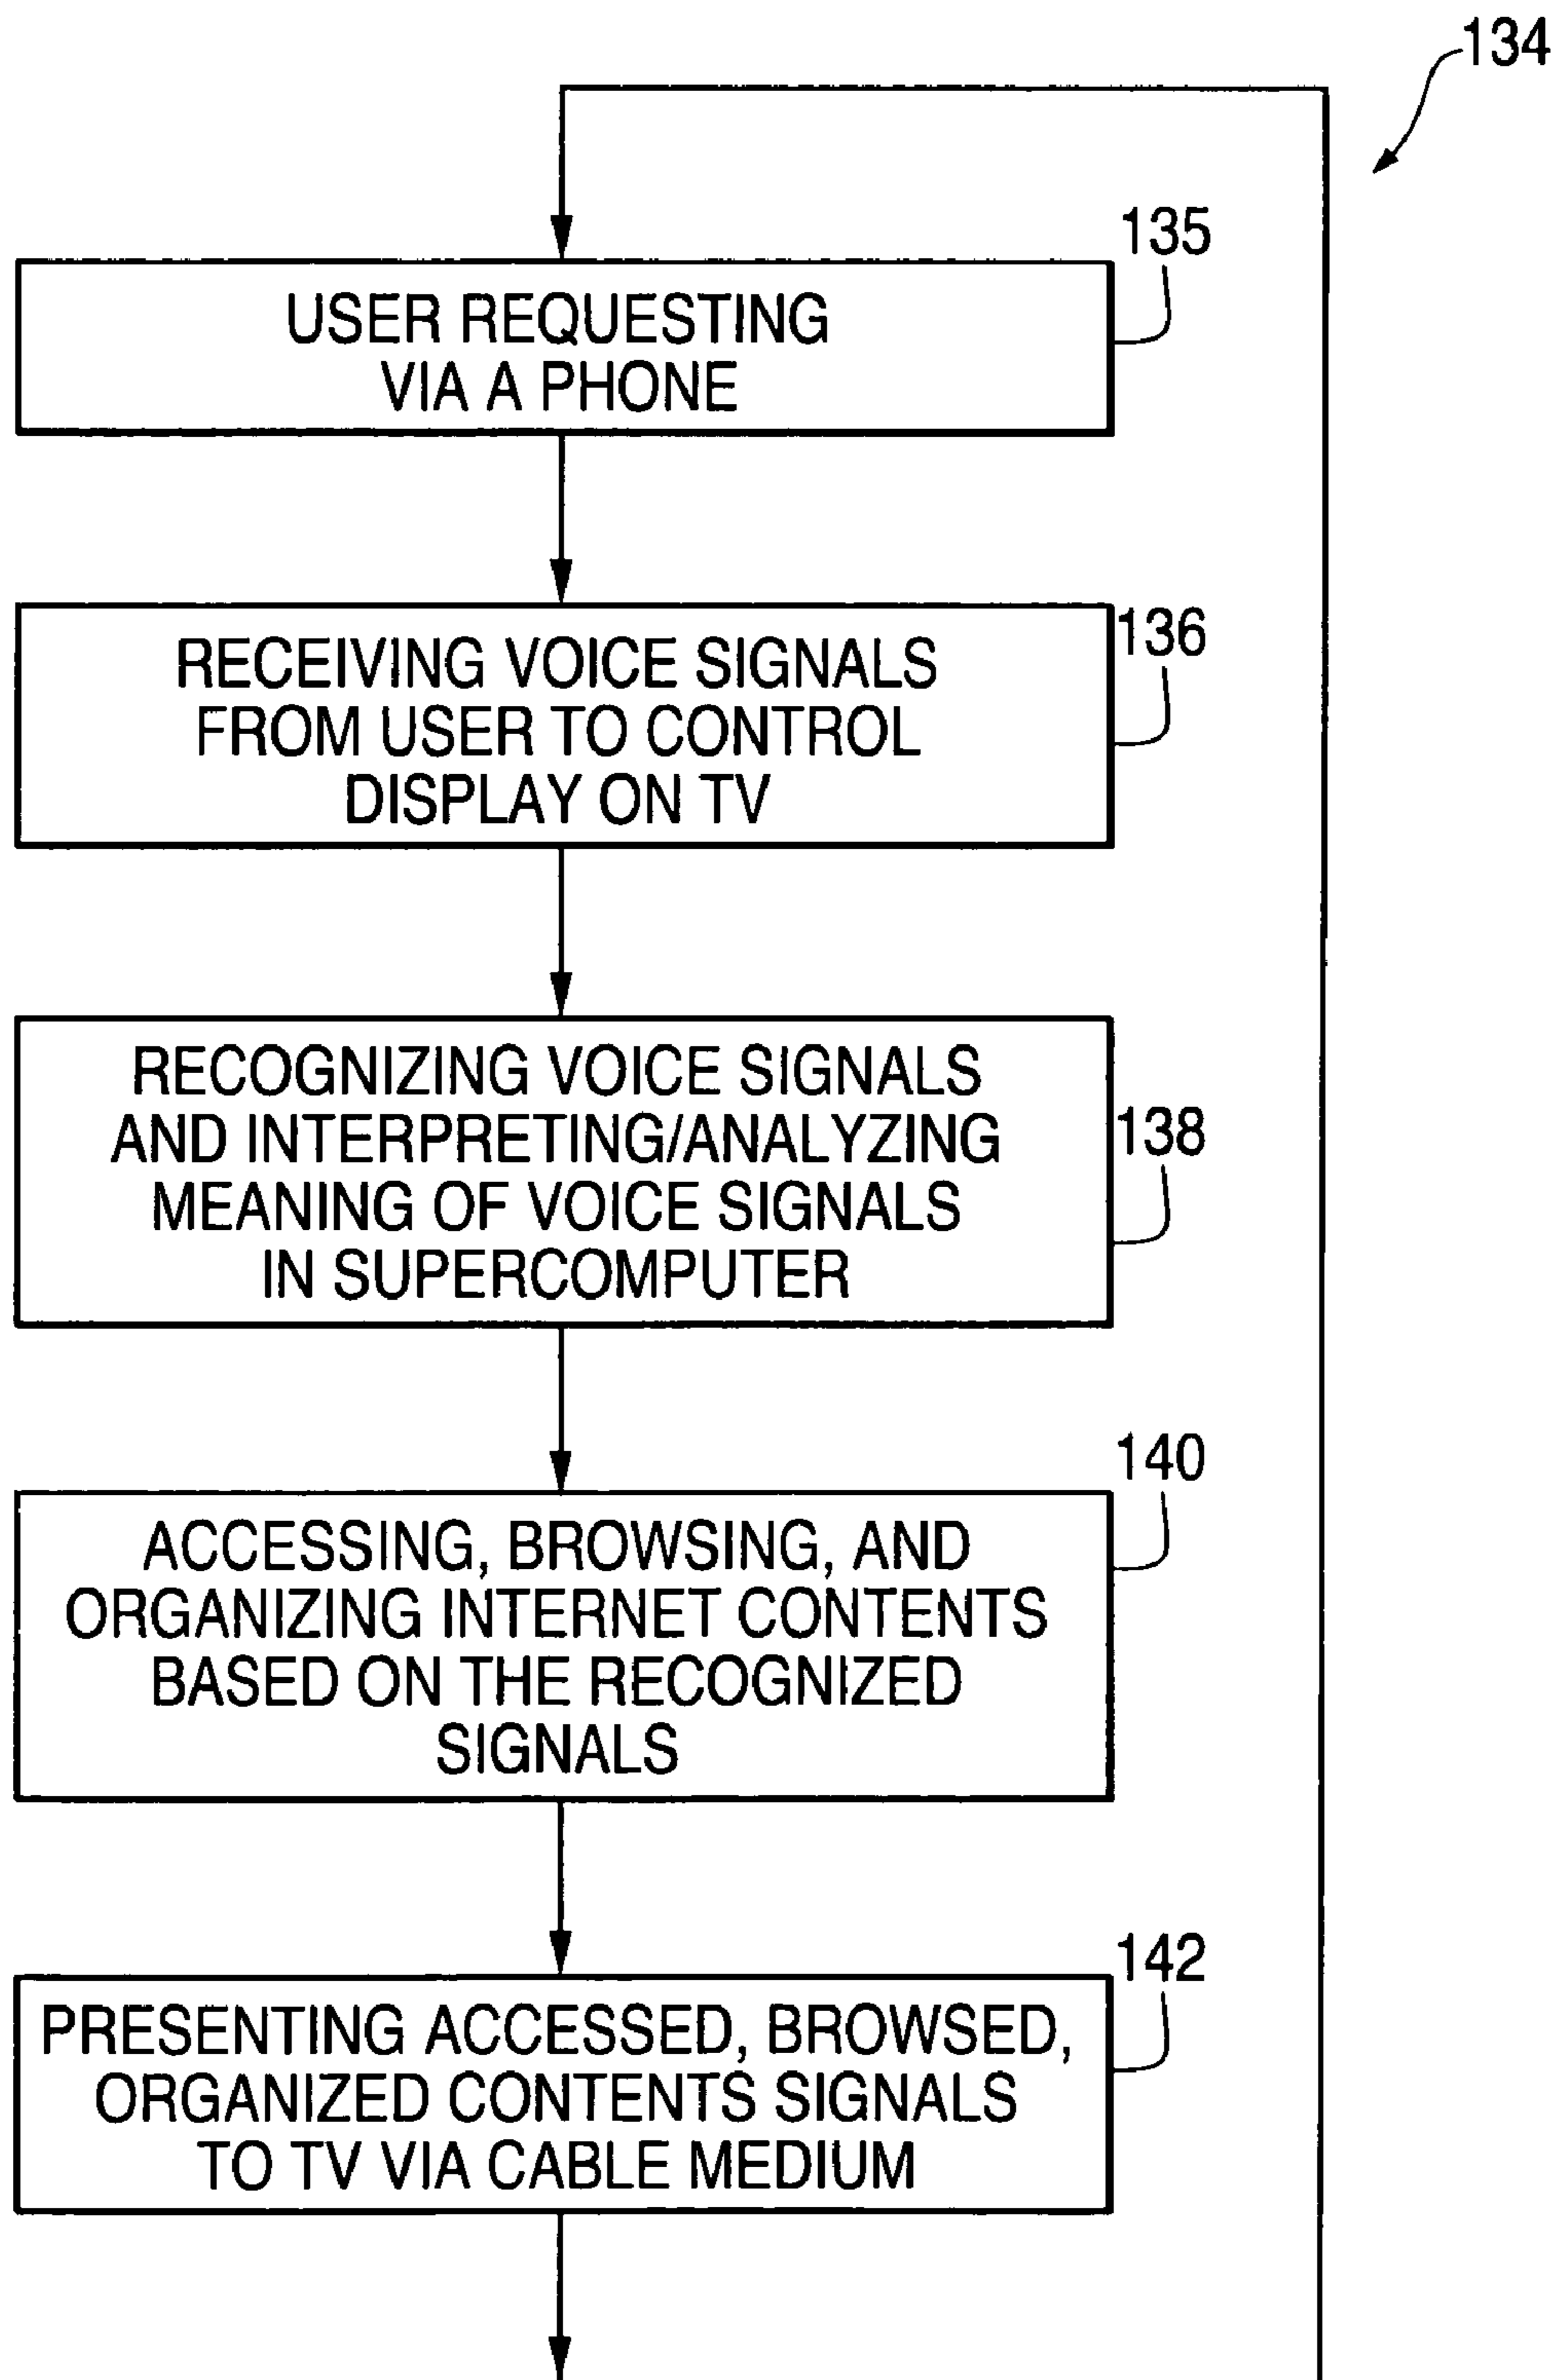 134
135
USER REQUESTING
VIA A PHONE
136
RECEIVING VOICE SIGNALS
FROM USER TO CONTROL
DISPLAY ON TV
138
RECOGNIZING VOICE SIGNALS
AND INTERPRETING/ANALYZING
MEANING OF VOICE SIGNALS
IN SUPERCOMPUTER
140
ACCESSING, BROWSING, AND
ORGANIZING INTERNET CONTENTS
BASED ON THE RECOGNIZED
SIGNALS
142
PRESENTING ACCESSED, BROWSED,
ORGANIZED CONTENTS SIGNALS
TO TV VIA CABLE MEDIUM